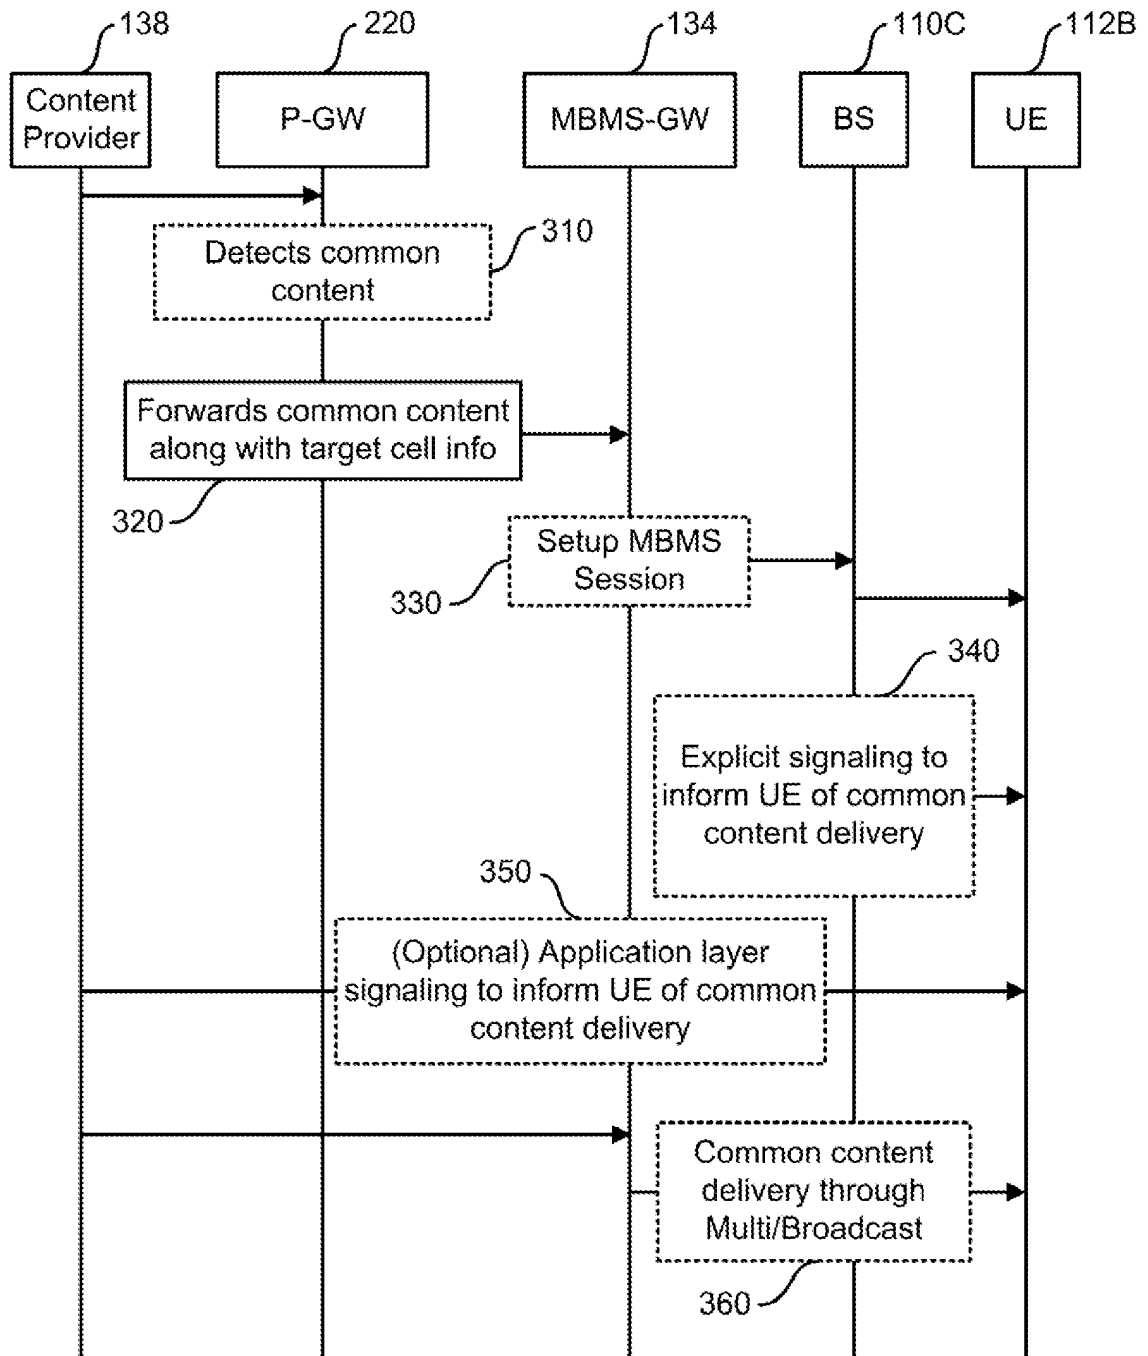 138
220
134
110C
112B
Content
Provider
P-GW
MBMS-GW
BS
UE
310
Detects common
content
Forwards common content
along with target cell info
320
Setup MBMS
Session
330
340
Explicit signaling to
inform UE of common
content delivery
350
(Optional) Application layer
signaling to inform UE of common
content delivery
Common content
delivery through
Multi/Broadcast
360